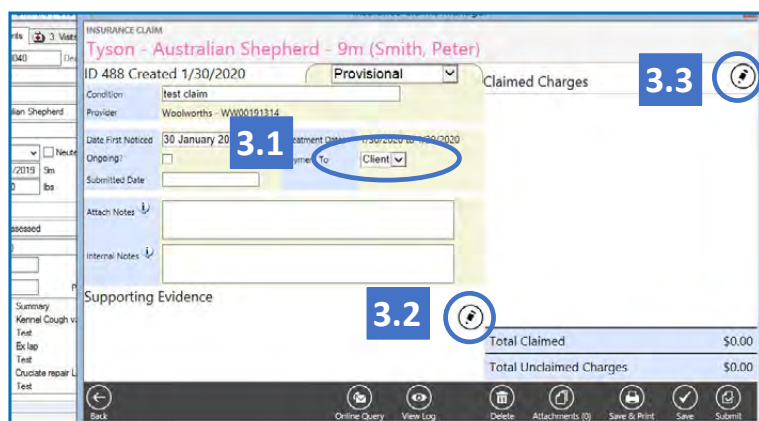 INSURANCE CLAIM
Tyson - Australian Shepherd - 9m (Smith, Peter)
ID 488 Created 1/30/2020
Provisional
Condition
test claim
Provider
Woolworths - WW00191314
Date First Noticed
30 January 20
3.1
1/30/2020 to 1/30/2020
Ongoing?
To
Client
Submitted Date
Attach Notes
Internal Notes
Supporting Evidence
3.2
Claimed Charges
3.3
Total Claimed
$0.00
Total Unclaimed Charges
$0.00
Back
Online Query
View Log
Delete
Attachments (0)
Save & Print
Save
Submit
3 Visits
Neute
9m
lbs
Summary
Kennel Cough va
Test
Ex lap
Test
Cruciate repair L
Test